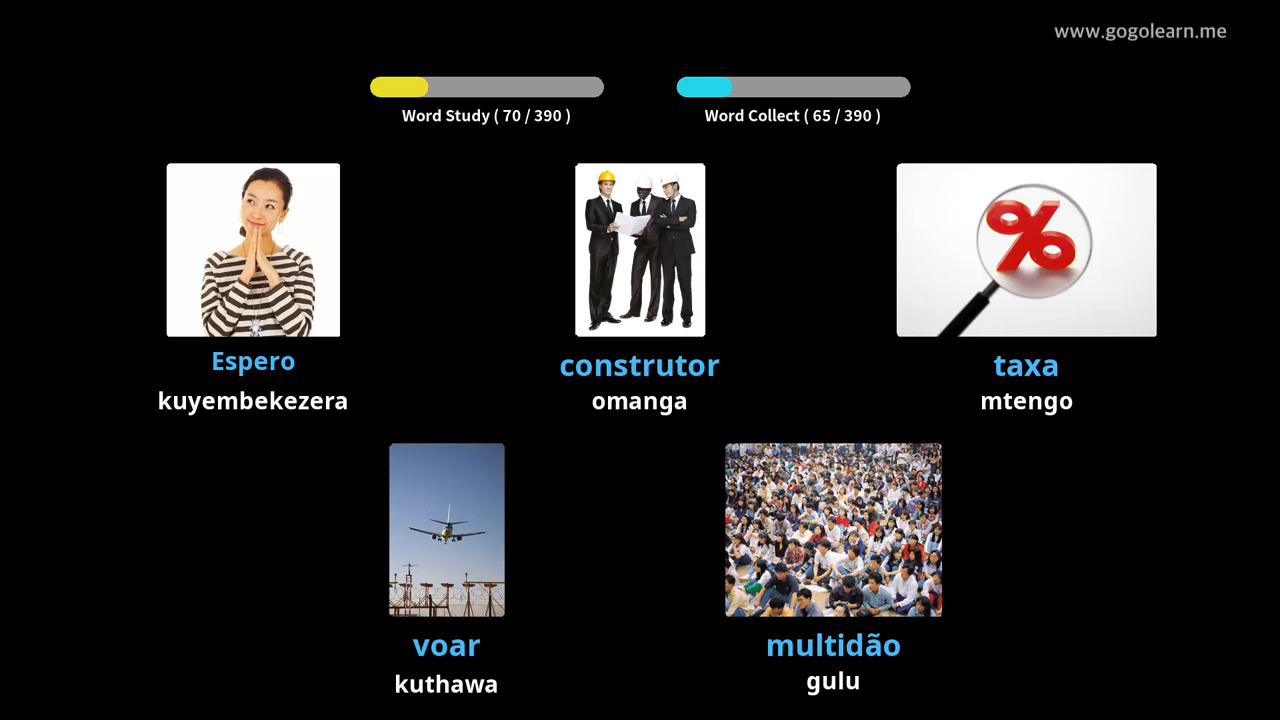 www.gogolearn.me
Word Study ( 70 / 390 )
Word Collect ( 65 / 390 )
%
Espero
kuyembekezera
construtor
omanga
taxa
mtengo
voar
kuthawa
multidão
gulu